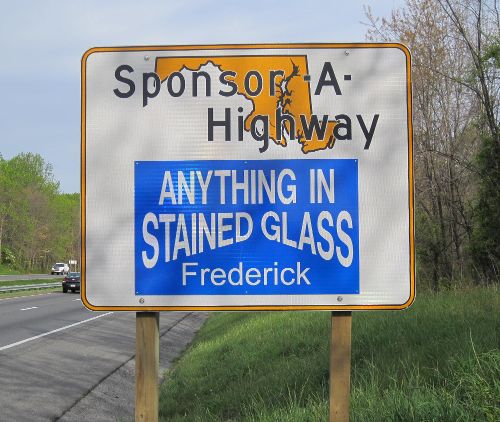 Sponsor-A-
Highway
ANYTHING IN
STAINED GLASS
Frederick